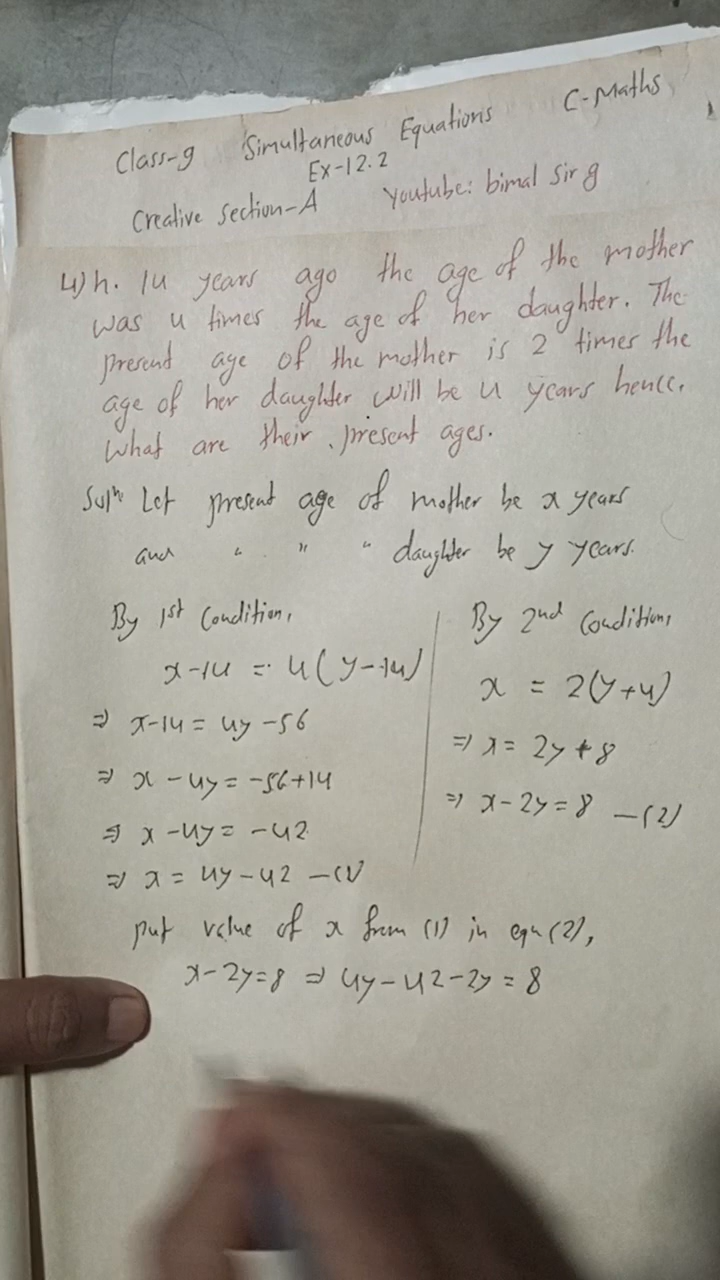 Class-9 Simultaneous Equations C-Maths
Ex-12.2
Creative Section-A Youtube: bimal Sir g
4)h. 14 years ago the age of the mother
was 4 times the age of her daughter. The
present age of the mother is 2 times the
age of her daughter will be 4 years hence.
What are their present ages.
Solⁿ Let present age of mother be x years
and " " " daughter be y years.
By 1st Condition,
x-14 = 4(y-14)
⇒ x-14 = 4y-56
⇒ x-4y = -56+14
⇒ x-4y = -42
⇒ x = 4y-42 -(1)
By 2nd Condition,
x = 2(y+4)
⇒ x = 2y+8
⇒ x-2y=8 -(2)
put value of x from (1) in eqn (2),
x-2y=8 ⇒ 4y-42-2y = 8